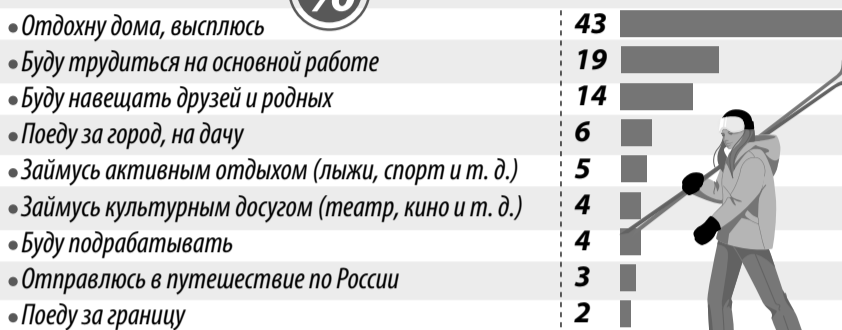 %
• Отдохну дома, высплюсь 43
• Буду трудиться на основной работе 19
• Буду навещать друзей и родных 14
• Поеду за город, на дачу 6
• Займусь активным отдыхом (лыжи, спорт и т. д.) 5
• Займусь культурным досугом (театр, кино и т. д.) 4
• Буду подрабатывать 4
• Отправлюсь в путешествие по России 3
• Поеду за границу 2